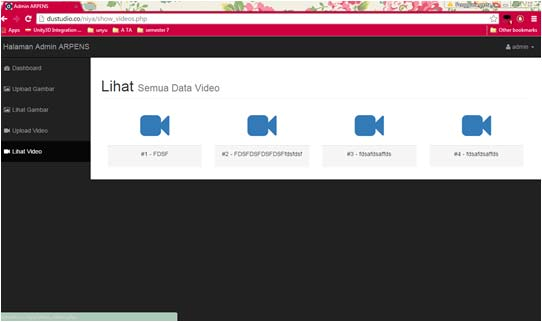 Admin ARPENS
dustudio.co/niya/show_videos.php
Apps
Unity3D Integration ...
unyu
A TA
semester 7
Other bookmarks
Halaman Admin ARPENS
admin
Dashboard
Upload Gambar
Lihat Gambar
Upload Video
Lihat Video
Lihat Semua Data Video
#1 - FDSF
#2 - FDSFDSFDSFDSFfdsfdsf
#3 - fdsafdsaffds
#4 - fdsafdsaffds